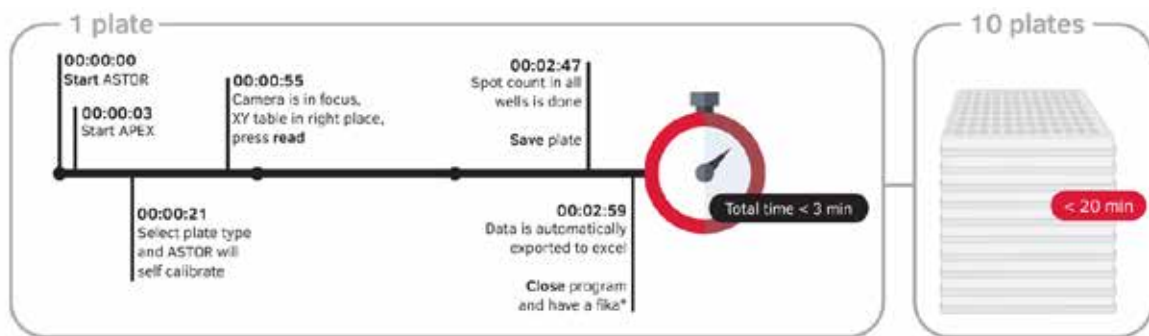 1 plate
00:00:00
Start ASTOR
00:00:03
Start APEX
00:00:55
Camera is in focus,
XY table in right place,
press read
00:02:47
Spot count in all
wells is done
Save plate
00:00:21
Select plate type
and ASTOR will
self calibrate
00:02:59
Data is automatically
exported to excel
Close program
and have a fika*
Total time < 3 min
10 plates
< 20 min